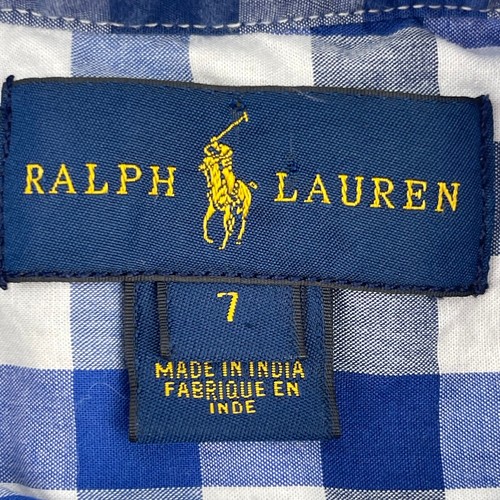 RALPH LAUREN
7
MADE IN INDIA
FABRIQUE EN
INDE